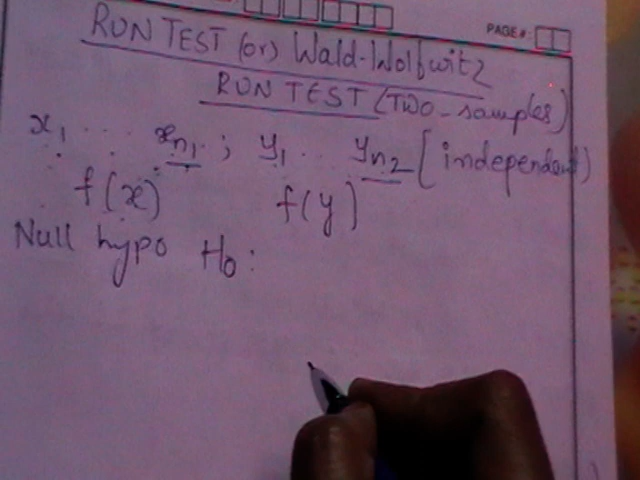 PAGE#:
RUN TEST (or) Wald-Wolfwitz
RUN TEST (Two-samples)
x₁ ... xₙ₁ ; y₁ ... yₙ₂ (independent)
f(x) f(y)
Null hypo H₀: